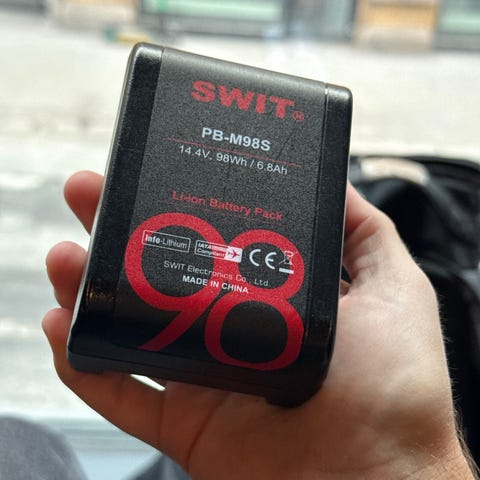 SWIT®
PB-M98S
14.4V, 98Wh / 6.8Ah
Li-ion Battery Pack
Info-Lithium IATA Compliant CE
SWIT Electronics Co., Ltd.
MADE IN CHINA
98